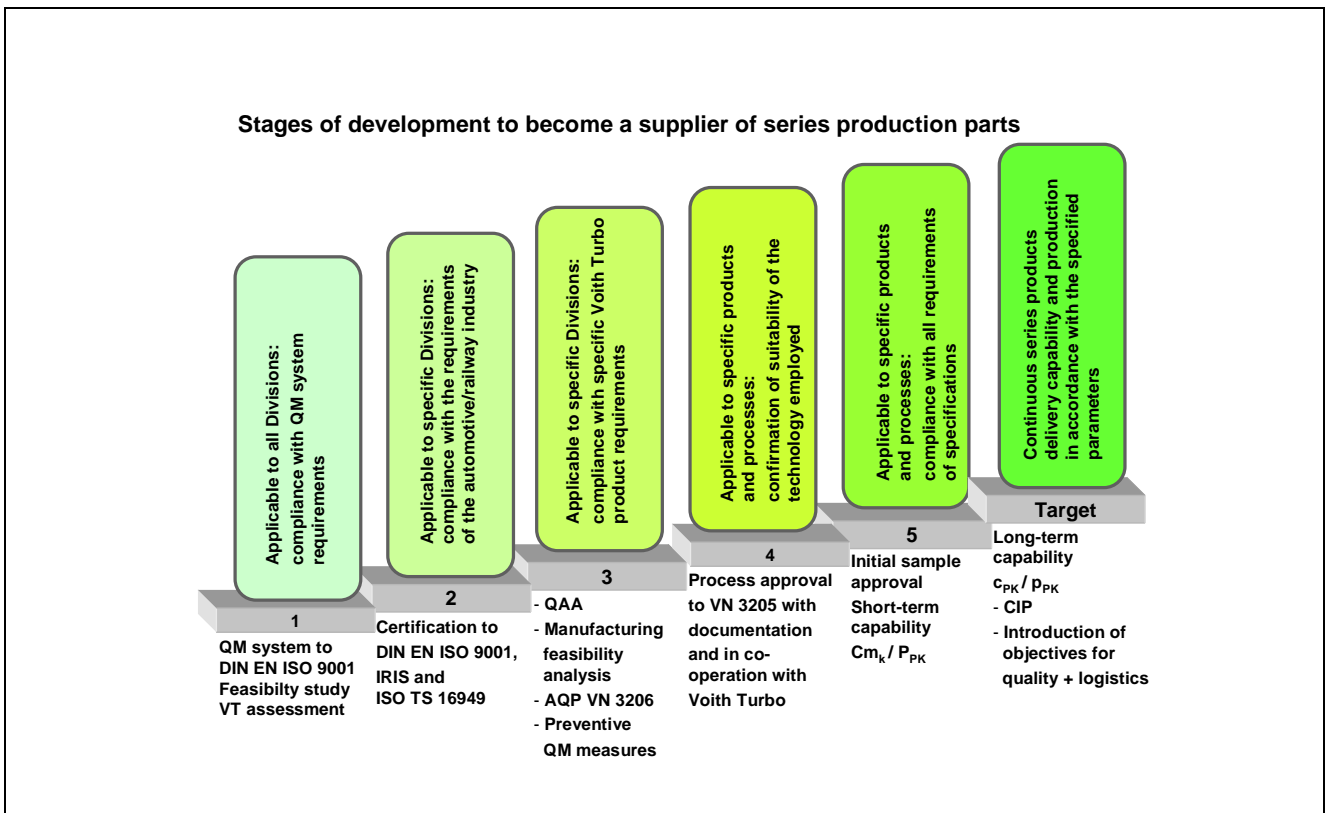 Stages of development to become a supplier of series production parts
Applicable to all Divisions:
compliance with QM system
requirements
1
QM system to
DIN EN ISO 9001
Feasibilty study
VT assessment
Applicable to specific Divisions:
compliance with the requirements
of the automotive/railway industry
2
Certification to
DIN EN ISO 9001,
IRIS and
ISO TS 16949
Applicable to specific Divisions:
compliance with specific Voith Turbo
product requirements
3
- QAA
- Manufacturing
feasibility
analysis
- AQP VN 3206
- Preventive
QM measures
Applicable to specific products
and processes:
confirmation of suitability of the
technology employed
4
Process approval
to VN 3205 with
documentation
and in co-
operation with
Voith Turbo
Applicable to specific products
and processes:
compliance with all requirements
of specifications
5
Initial sample
approval
Short-term
capability
Cmk / PPK
Continuous series products
delivery capability and production
in accordance with the specified
parameters
Target
Long-term
capability
cPK / pPK
- CIP
- Introduction of
objectives for
quality + logistics